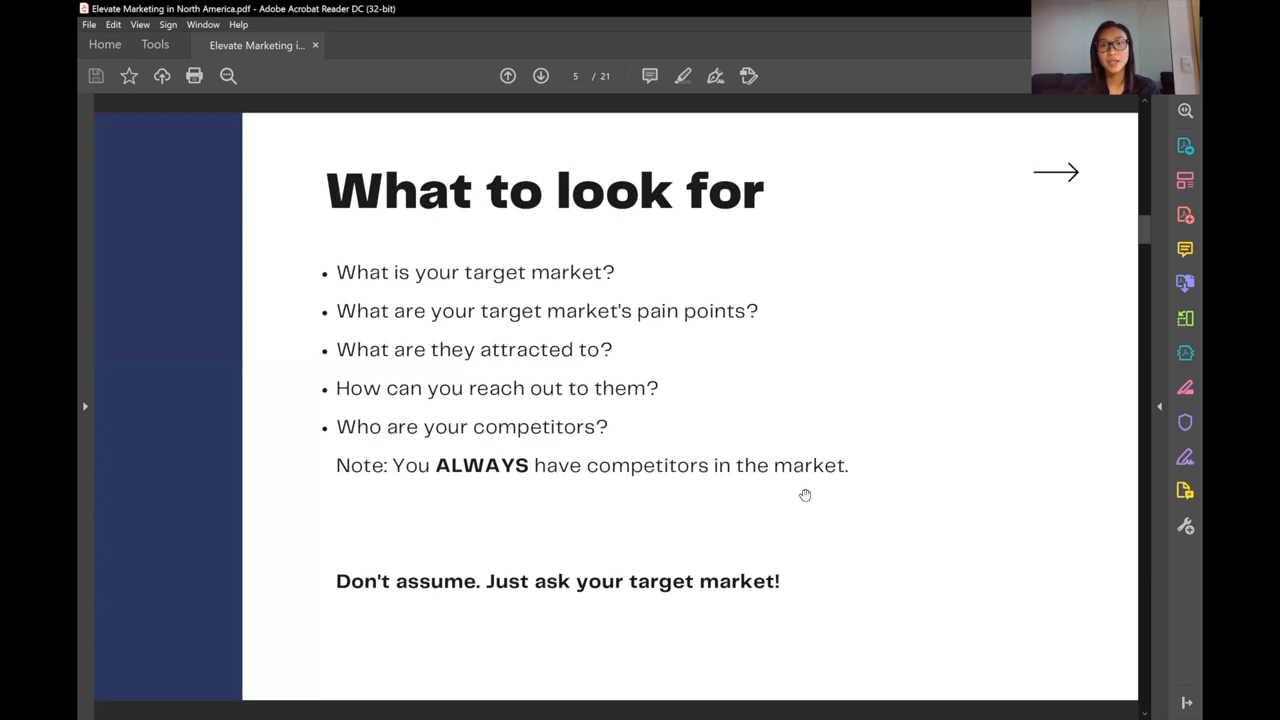 Elevate Marketing in North America.pdf - Adobe Acrobat Reader DC (32-bit)
File Edit View Sign Window Help
Home Tools Elevate Marketing i... ×
5 / 21
What to look for
• What is your target market?
• What are your target market's pain points?
• What are they attracted to?
• How can you reach out to them?
• Who are your competitors?
Note: You ALWAYS have competitors in the market.
Don't assume. Just ask your target market!